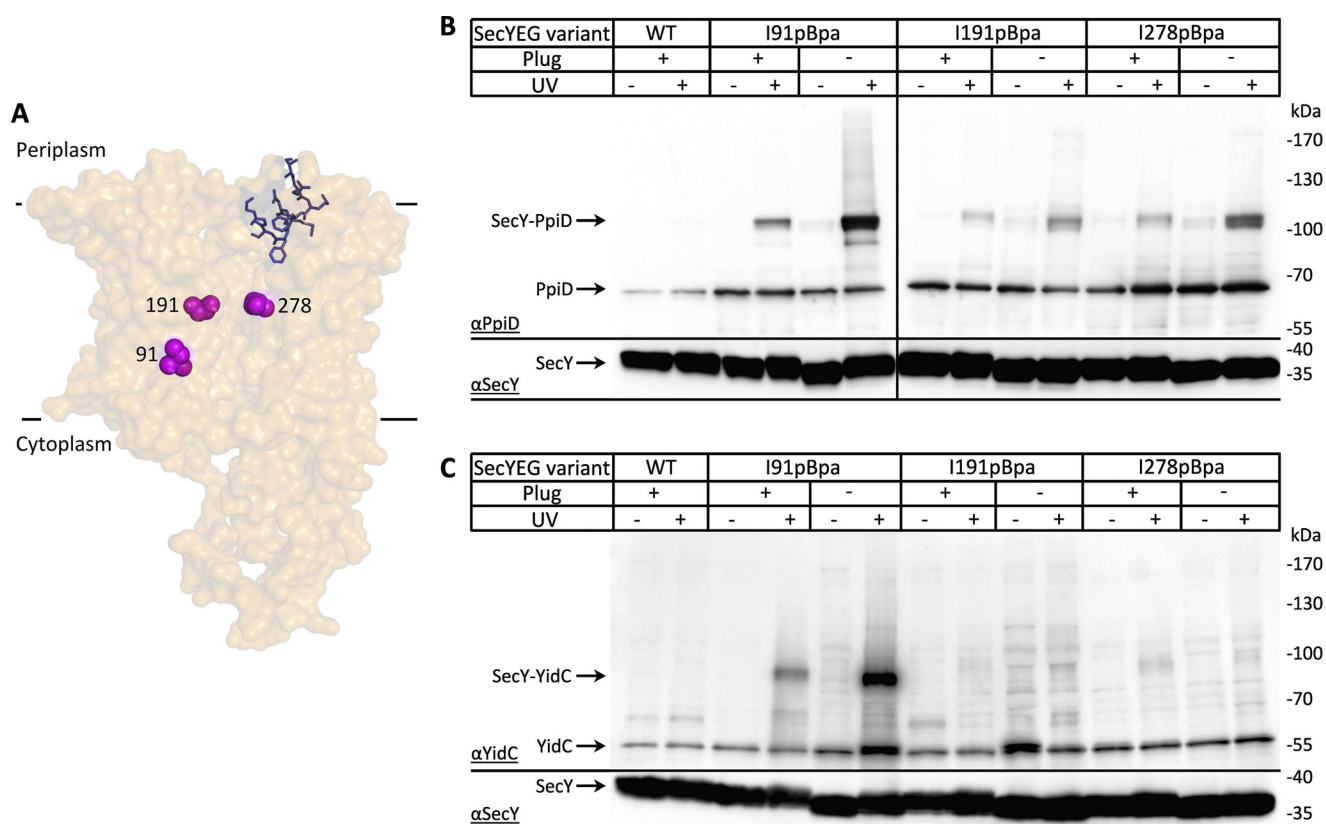 A
Periplasm
191
278
91
Cytoplasm
B
SecYEG variant WT I91pBpa I191pBpa I278pBpa
Plug + + - + - + -
UV - + - + - + - + - + - + - +
kDa
-170
-130
SecY-PpiD
-100
-70
PpiD
αPpiD
-55
-40
SecY
-35
αSecY
C
SecYEG variant WT I91pBpa I191pBpa I278pBpa
Plug + + - + - + -
UV - + - + - + - + - + - + - +
kDa
-170
-130
-100
SecY-YidC
-70
αYidC YidC -55
-40
SecY
αSecY -35